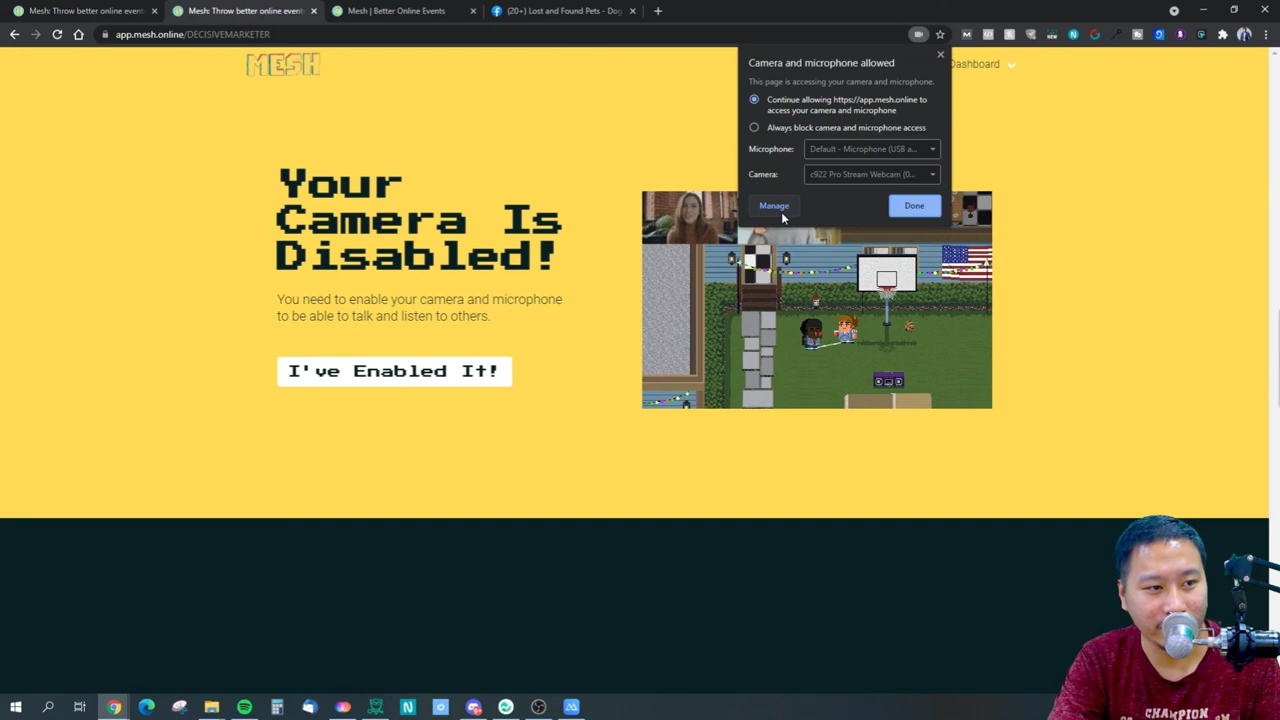 Mesh: Throw better online event
Mesh: Throw better online event
Mesh | Better Online Events
(20+) Lost and Found Pets - Dog
app.mesh.online/DECISIVEMARKETER
MESH
Dashboard
Camera and microphone allowed
This page is accessing your camera and microphone.
Continue allowing https://app.mesh.online to
access your camera and microphone
Always block camera and microphone access
Microphone:
Default - Microphone (USB a...
Camera:
c922 Pro Stream Webcam (0...
Manage
Done
Your
Camera Is
Disabled!
You need to enable your camera and microphone
to be able to talk and listen to others.
I've Enabled It!
CHAMPION